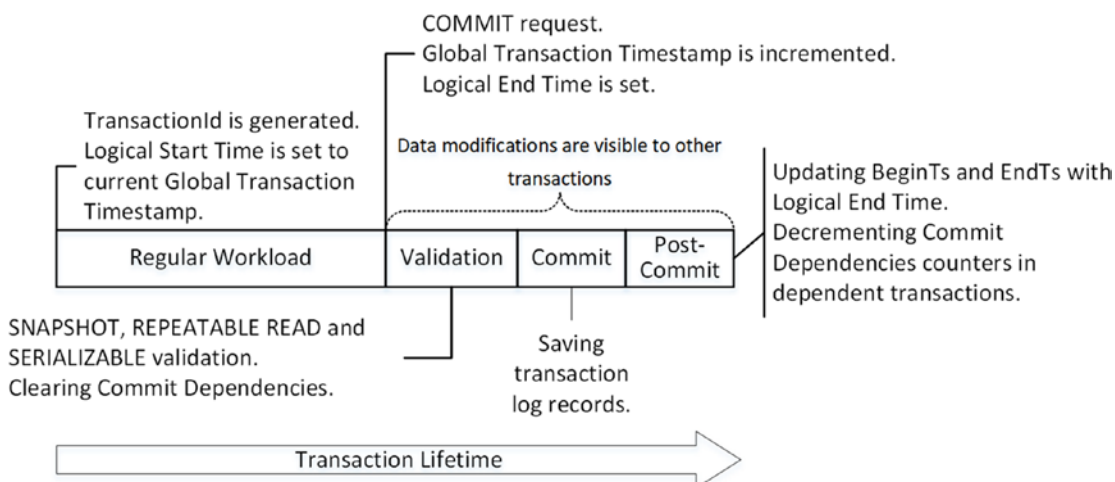 COMMIT request.
Global Transaction Timestamp is incremented.
Logical End Time is set.
TransactionId is generated.
Logical Start Time is set to
current Global Transaction
Timestamp.
Data modifications are visible to other
transactions
Updating BeginTs and EndTs with
Logical End Time.
Decrementing Commit
Dependencies counters in
dependent transactions.
Regular Workload
Validation
Commit
Post-
Commit
SNAPSHOT, REPEATABLE READ and
SERIALIZABLE validation.
Clearing Commit Dependencies.
Saving
transaction
log records.
Transaction Lifetime